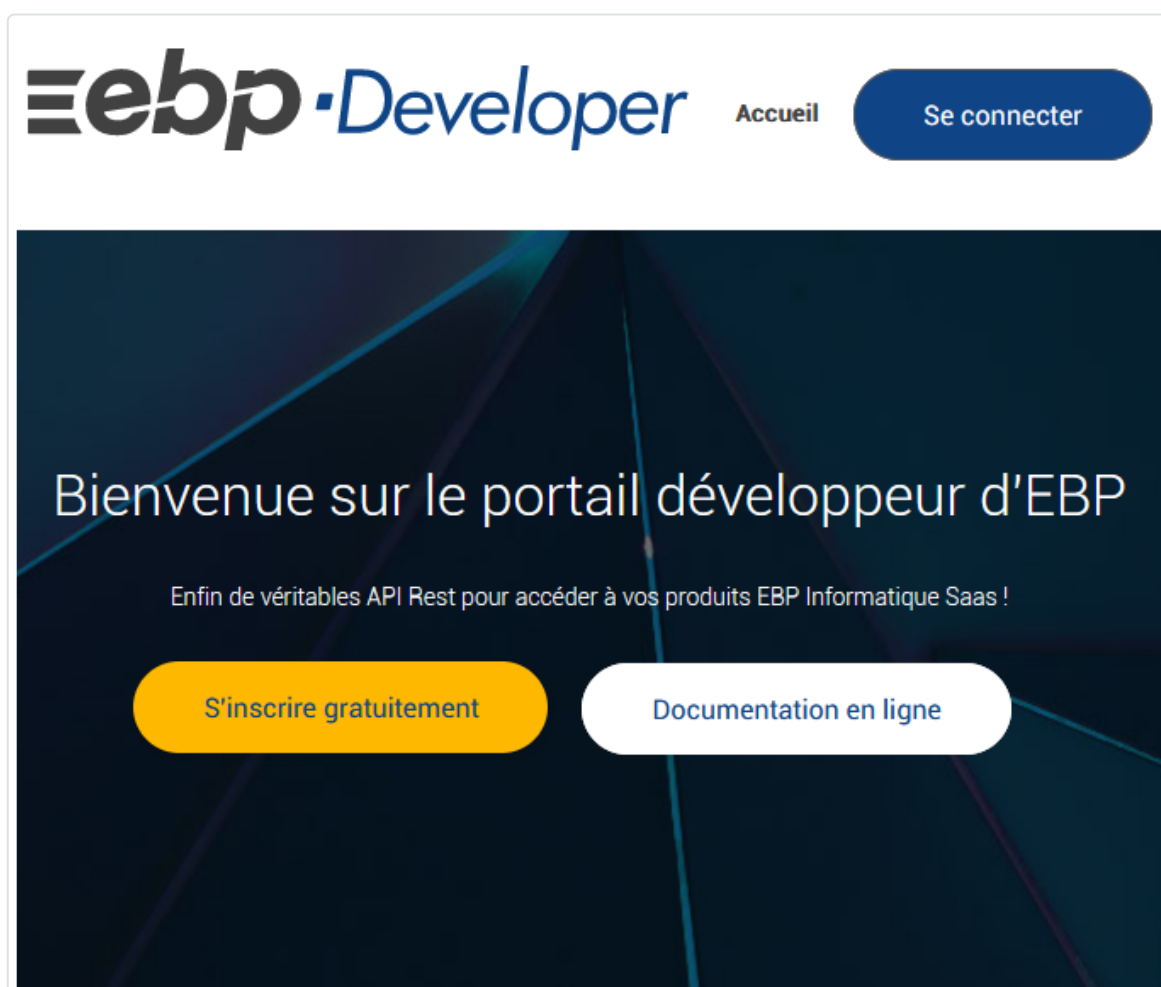 ebp·Developer
Accueil
Se connecter
Bienvenue sur le portail développeur d'EBP
Enfin de véritables API Rest pour accéder à vos produits EBP Informatique Saas !
S'inscrire gratuitement
Documentation en ligne